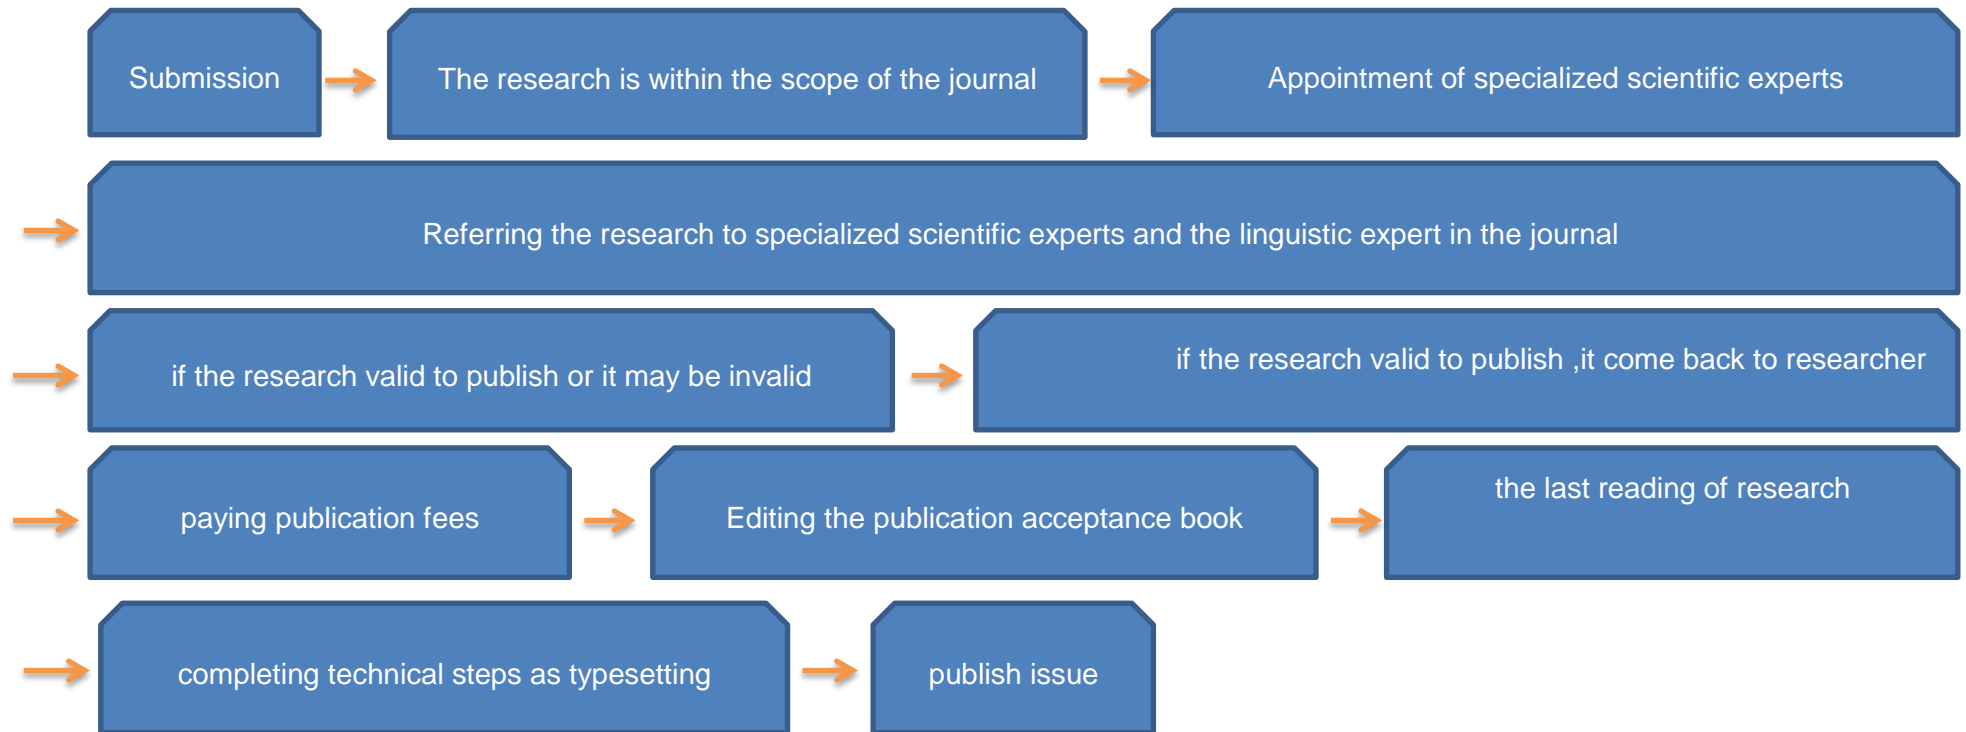 Submission
The research is within the scope of the journal
Appointment of specialized scientific experts
Referring the research to specialized scientific experts and the linguistic expert in the journal
if the research valid to publish or it may be invalid
if the research valid to publish ,it come back to researcher
paying publication fees
Editing the publication acceptance book
the last reading of research
completing technical steps as typesetting
publish issue